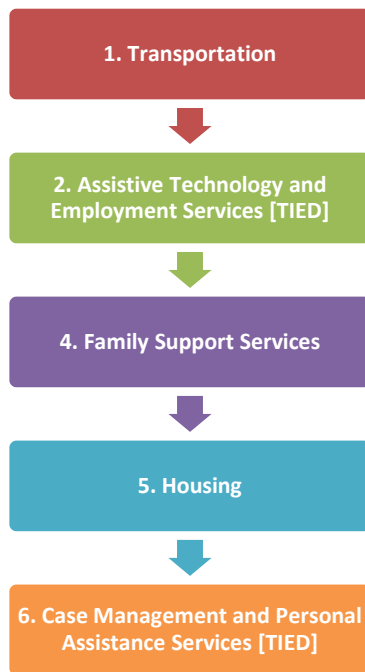 1. Transportation
2. Assistive Technology and
Employment Services [TIED]
4. Family Support Services
5. Housing
6. Case Management and Personal
Assistance Services [TIED]